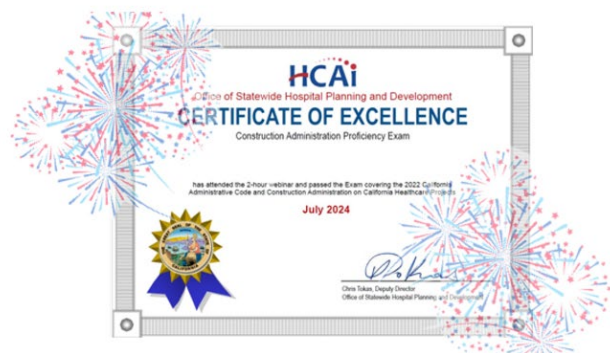 HCAi
Office of Statewide Hospital Planning and Development
CERTIFICATE OF EXCELLENCE
Construction Administration Proficiency Exam
has attended the 2-hour webinar and passed the Exam covering the 2022 California
Administrative Code and Construction Administration on California Healthcare Projects
July 2024
Chris Tokas, Deputy Director
Office of Statewide Hospital Planning and Development